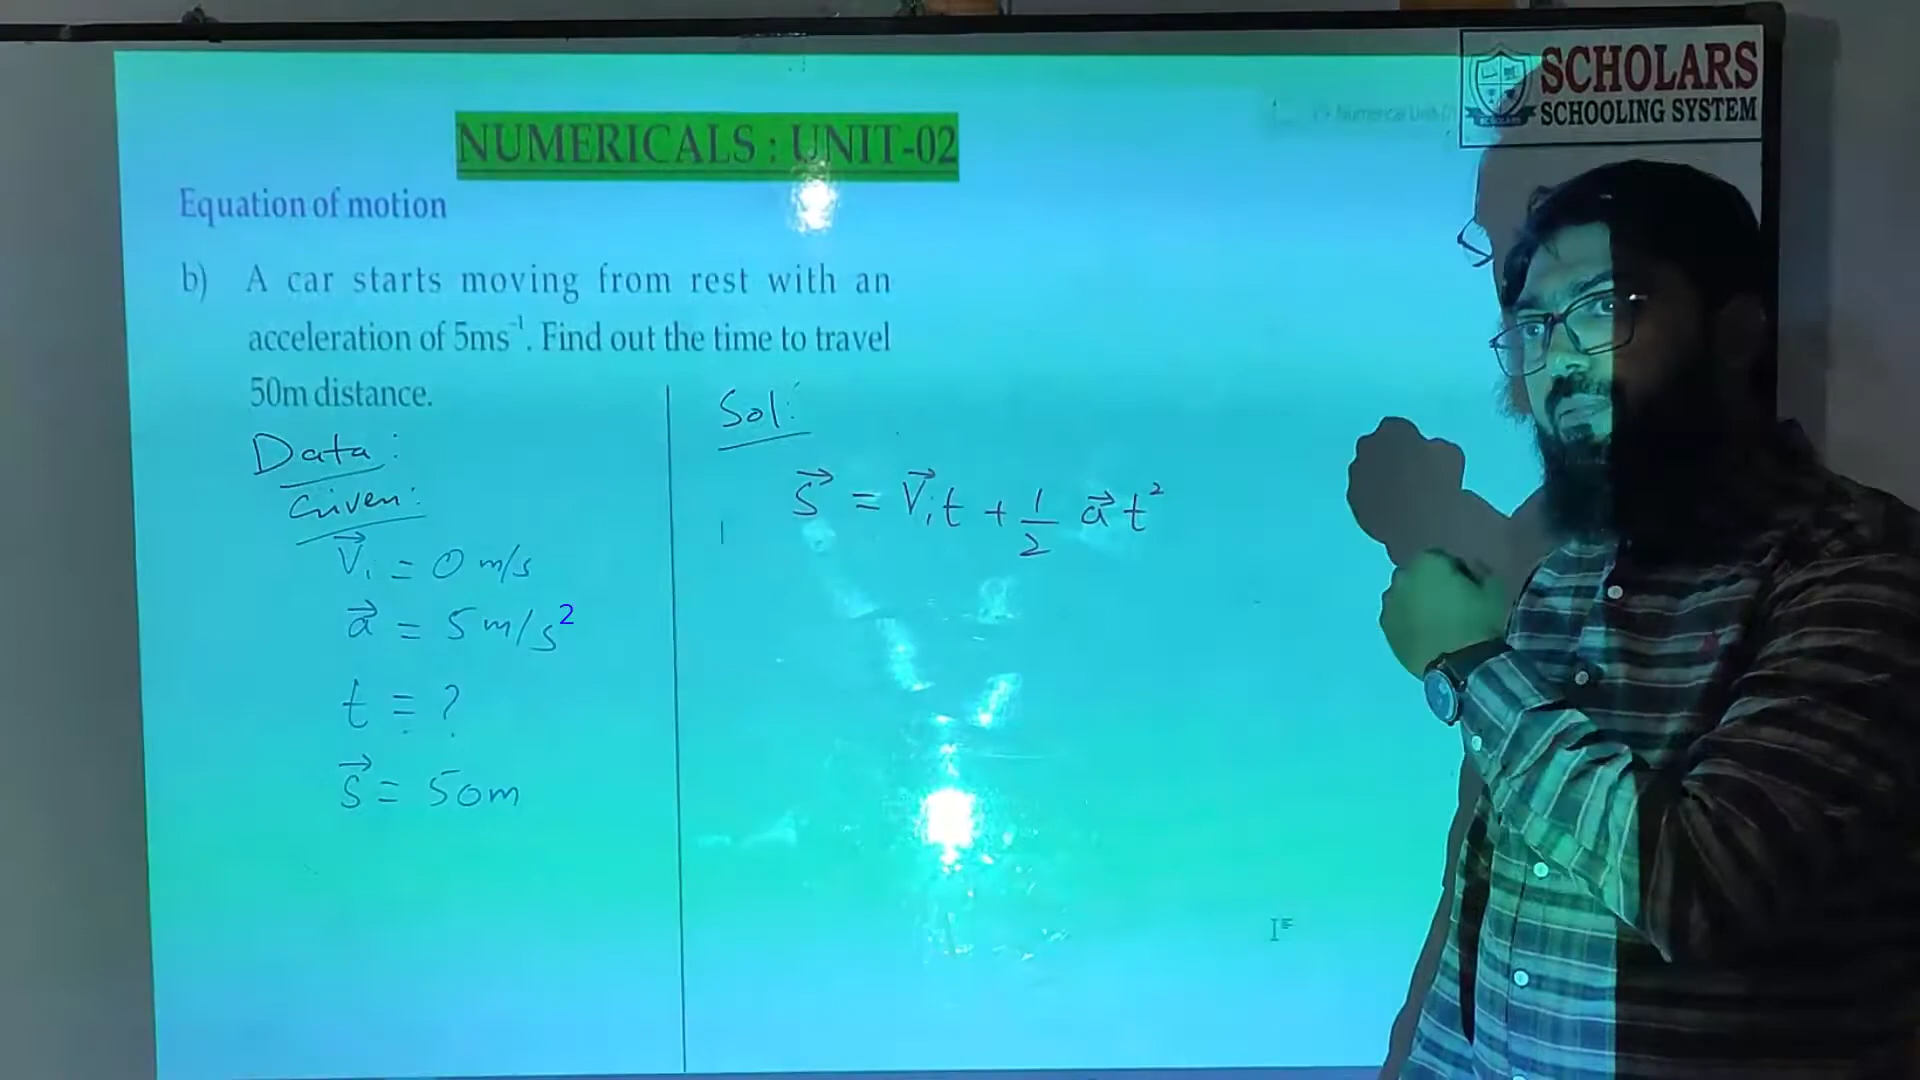 SCHOLARS
SCHOOLING SYSTEM
NUMERICALS : UNIT-02
Equation of motion
b) A car starts moving from rest with an
acceleration of 5ms⁻¹. Find out the time to travel
50m distance.
Data:
Given:
V⃗ᵢ = 0 m/s
a⃗ = 5 m/s²
t = ?
S⃗ = 50m
Sol:
S⃗ = V⃗ᵢt + 1/2 a⃗ t²